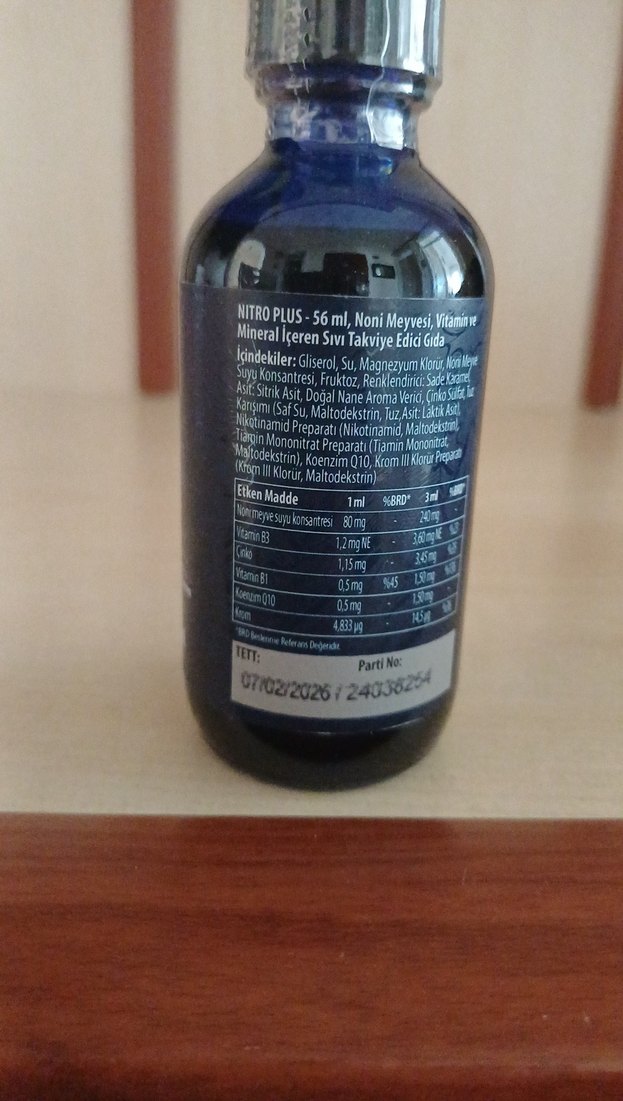 NITRO PLUS - 56 ml, Noni Meyvesi, Vitamin ve
Mineral İçeren Sıvı Takviye Edici Gıda
İçindekiler: Gliserol, Su, Magnezyum Klorür, Noni Meyve
Suyu Konsantresi, Fruktoz, Renklendirici: Sade Karamel,
Asit: Sitrik Asit, Doğal Nane Aroma Verici, Çinko Sülfat, Tuz
Karışımı (Saf Su, Maltodekstrin, Tuz, Asit: Laktik Asit),
Nikotinamid Preparatı (Nikotinamid, Maltodekstrin),
Tiamin Mononitrat Preparatı (Tiamin Mononitrat,
Maltodekstrin), Koenzim Q10, Krom III Klorür Preparatı
(Krom III Klorür, Maltodekstrin)
Etken Madde 1 ml %BRD* 3 ml %BRD*
Noni meyve suyu konsantresi 80 mg - 240 mg -
Vitamin B3 1,2 mg NE - 3,60 mg NE
Çinko 1,15 mg - 3,45 mg
Vitamin B1 0,5 mg %45 1,50 mg
Koenzim Q10 0,5 mg - 1,50 mg
Krom 4,833 µg - 14,5 µg
*BRD Beslenme Referans Değeridir.
TETT: Parti No:
07/02/2026 / 24038254